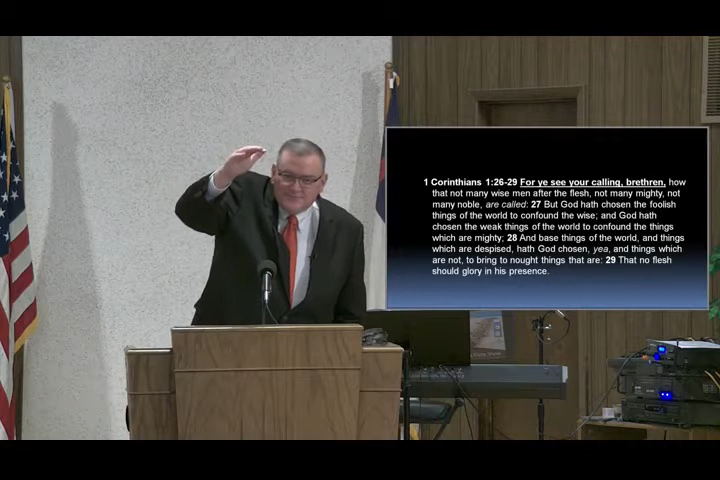 1 Corinthians 1:26-29 For ye see your calling, brethren, how
that not many wise men after the flesh, not many mighty, not
many noble, are called: 27 But God hath chosen the foolish
things of the world to confound the wise; and God hath
chosen the weak things of the world to confound the things
which are mighty; 28 And base things of the world, and things
which are despised, hath God chosen, yea, and things which
are not, to bring to nought things that are: 29 That no flesh
should glory in his presence.